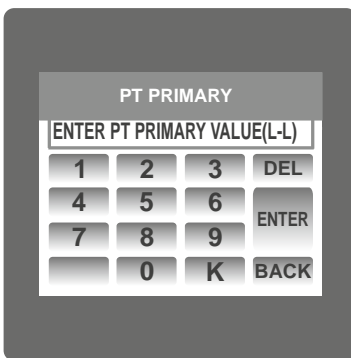 PT PRIMARY
ENTER PT PRIMARY VALUE(L-L)
1 2 3 DEL
4 5 6 ENTER
7 8 9
0 K BACK